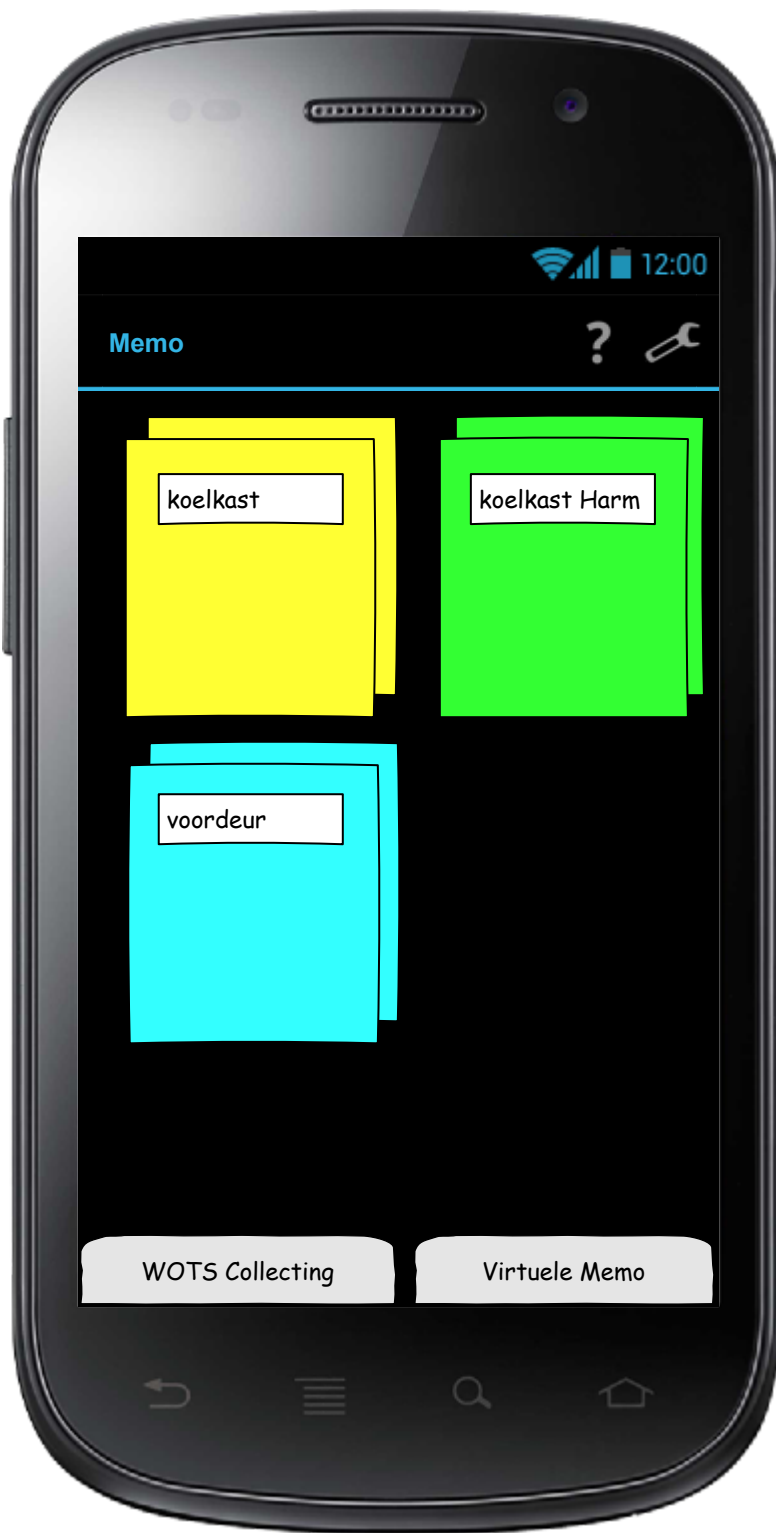 12:00
Memo
?
koelkast
koelkast Harm
voordeur
WOTS Collecting
Virtuele Memo